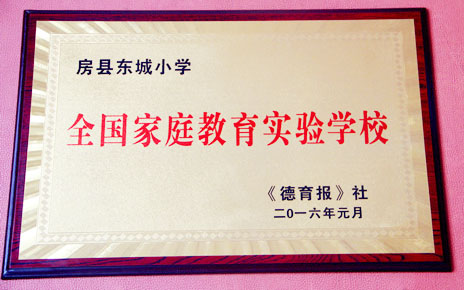 房县东城小学
全国家庭教育实验学校
《德育报》社
二0一六年元月